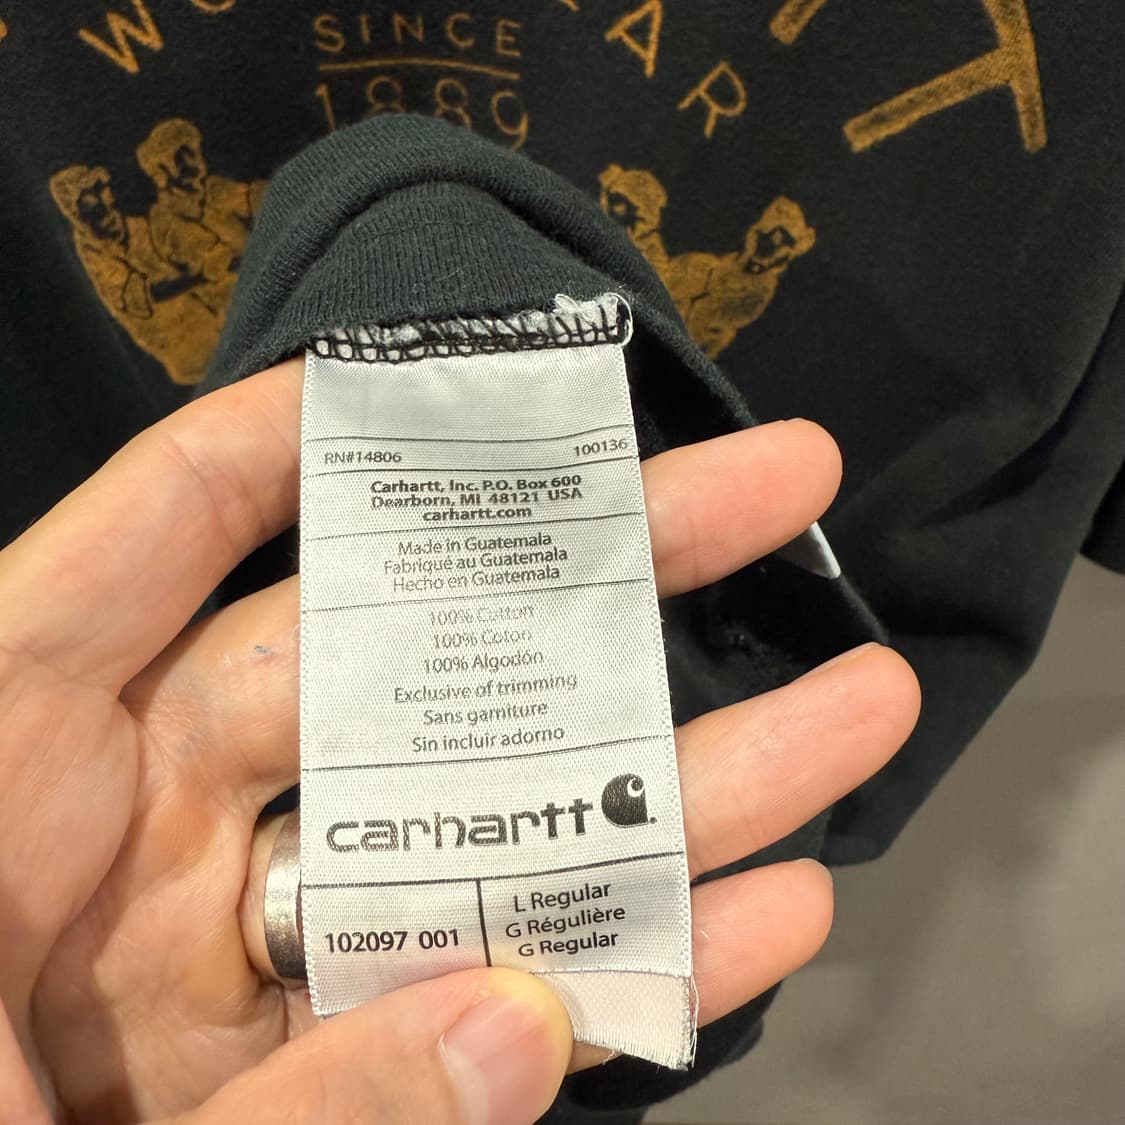 SINCE
1889
RN#14806 100136
Carhartt, Inc. P.O. Box 600
Dearborn, MI 48121 USA
carhartt.com
Made in Guatemala
Fabriqué au Guatemala
Hecho en Guatemala
100% Cotton
100% Coton
100% Algodón
Exclusive of trimming
Sans garniture
Sin incluir adorno
carhartt
102097 001
L Regular
G Régulière
G Regular